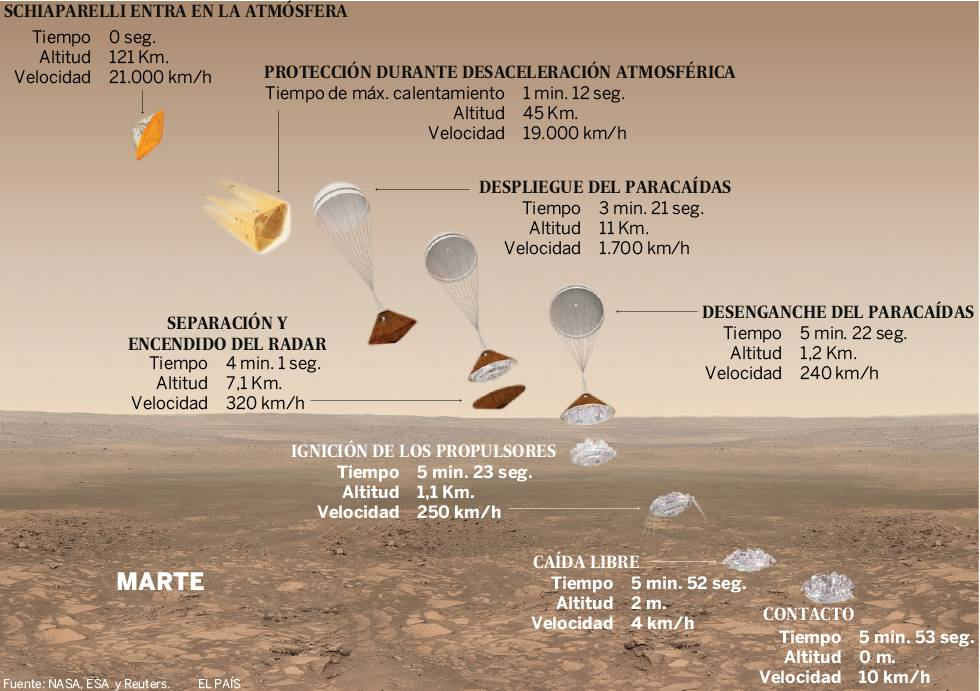 SCHIAPARELLI ENTRA EN LA ATMÓSFERA
Tiempo 0 seg.
Altitud 121 Km.
Velocidad 21.000 km/h
PROTECCIÓN DURANTE DESACELERACIÓN ATMOSFÉRICA
Tiempo de máx. calentamiento 1 min. 12 seg.
Altitud 45 Km.
Velocidad 19.000 km/h
DESPLIEGUE DEL PARACAÍDAS
Tiempo 3 min. 21 seg.
Altitud 11 Km.
Velocidad 1.700 km/h
SEPARACIÓN Y
ENCENDIDO DEL RADAR
Tiempo 4 min. 1 seg.
Altitud 7,1 Km.
Velocidad 320 km/h
DESENGANCHE DEL PARACAÍDAS
Tiempo 5 min. 22 seg.
Altitud 1,2 Km.
Velocidad 240 km/h
IGNICIÓN DE LOS PROPULSORES
Tiempo 5 min. 23 seg.
Altitud 1,1 Km.
Velocidad 250 km/h
CAÍDA LIBRE
Tiempo 5 min. 52 seg.
Altitud 2 m.
Velocidad 4 km/h
MARTE
CONTACTO
Tiempo 5 min. 53 seg.
Altitud 0 m.
Velocidad 10 km/h
Fuente: NASA, ESA y Reuters. EL PAÍS